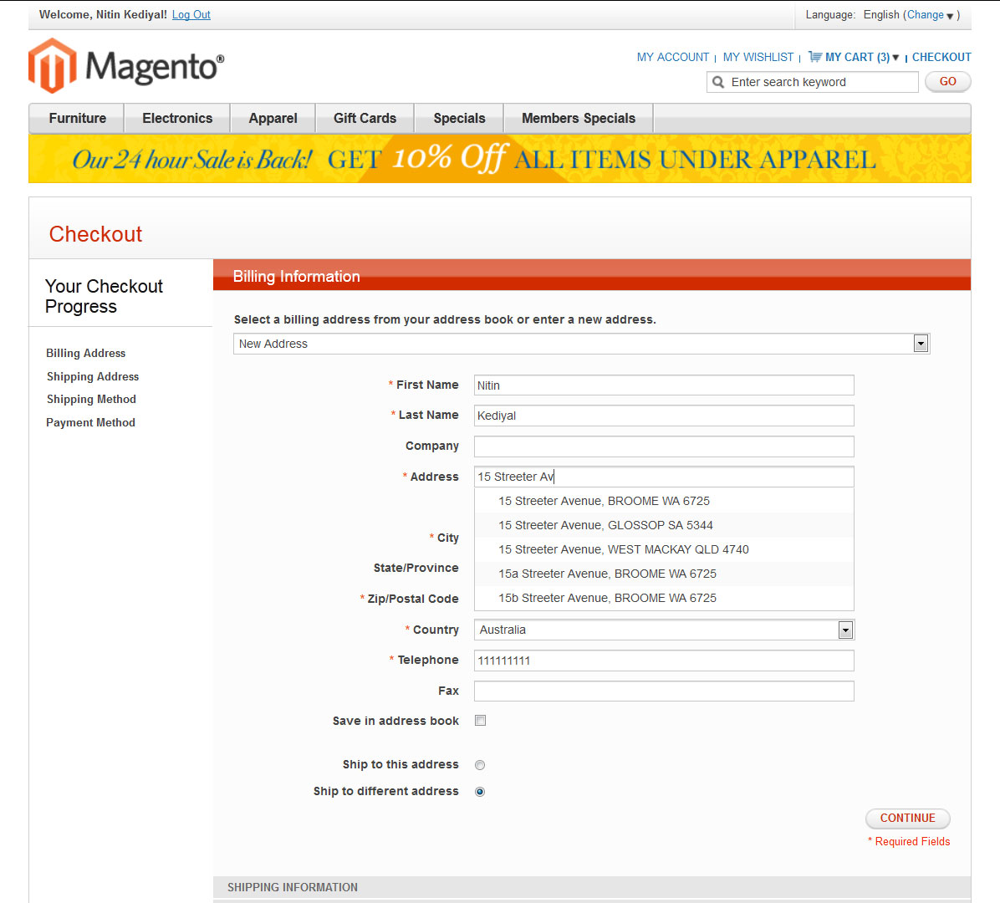 Welcome, Nitin Kediyal! Log Out
Language: English (Change ▼ )
Magento®
MY ACCOUNT | MY WISHLIST | MY CART (3) ▼ | CHECKOUT
Enter search keyword GO
Furniture Electronics Apparel Gift Cards Specials Members Specials
Our 24 hour Sale is Back! GET 10% Off ALL ITEMS UNDER APPAREL
Checkout
Your Checkout
Progress
Billing Address
Shipping Address
Shipping Method
Payment Method
Billing Information
Select a billing address from your address book or enter a new address.
New Address
* First Name Nitin
* Last Name Kediyal
Company
* Address 15 Streeter Av
15 Streeter Avenue, BROOME WA 6725
15 Streeter Avenue, GLOSSOP SA 5344
* City
15 Streeter Avenue, WEST MACKAY QLD 4740
State/Province
15a Streeter Avenue, BROOME WA 6725
* Zip/Postal Code
15b Streeter Avenue, BROOME WA 6725
* Country Australia
* Telephone 111111111
Fax
Save in address book
Ship to this address
Ship to different address
CONTINUE
* Required Fields
SHIPPING INFORMATION